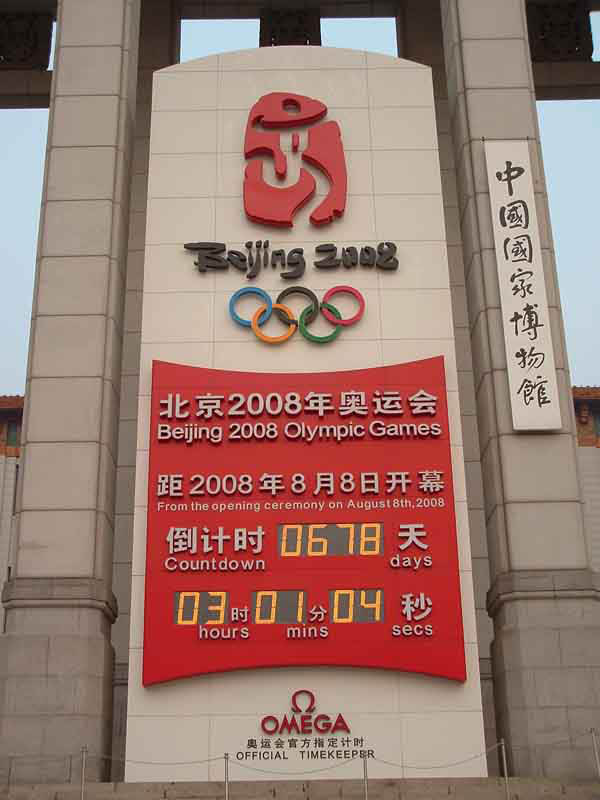 Beijing 2008
北京2008年奥运会
Beijing 2008 Olympic Games
距2008年8月8日开幕
From the opening ceremony on August 8th, 2008
倒计时 0678 天
Countdown days
03 时 01 分 04 秒
hours mins secs
Ω
OMEGA
奥运会官方指定计时
OFFICIAL TIMEKEEPER
中國國家博物館